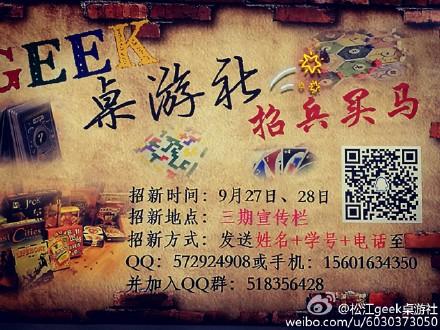 GEEK
桌游社
招兵买马
招新时间：9月27日、28日
招新地点：三期宣传栏
招新方式：发送姓名+学号+电话至
QQ：572924908或手机：15601634350
并加入QQ群：518356428
@松江geek桌游社
weibo.com/u/6030373050